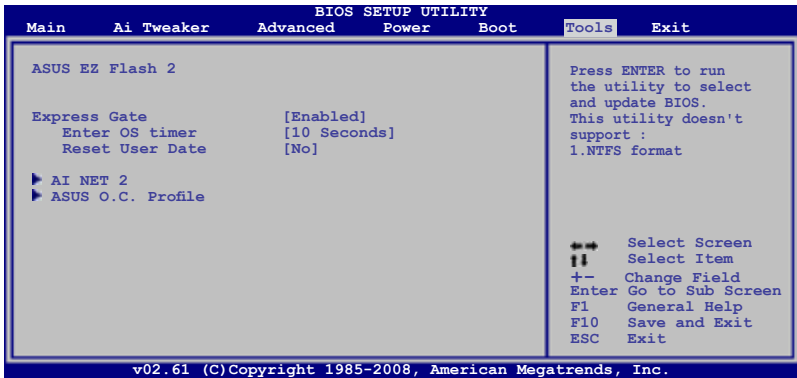 BIOS SETUP UTILITY
Main Ai Tweaker Advanced Power Boot Tools Exit
ASUS EZ Flash 2
Express Gate [Enabled]
Enter OS timer [10 Seconds]
Reset User Date [No]
AI NET 2
ASUS O.C. Profile
Press ENTER to run
the utility to select
and update BIOS.
This utility doesn't
support :
1.NTFS format
Select Screen
Select Item
+- Change Field
Enter Go to Sub Screen
F1 General Help
F10 Save and Exit
ESC Exit
v02.61 (C)Copyright 1985-2008, American Megatrends, Inc.